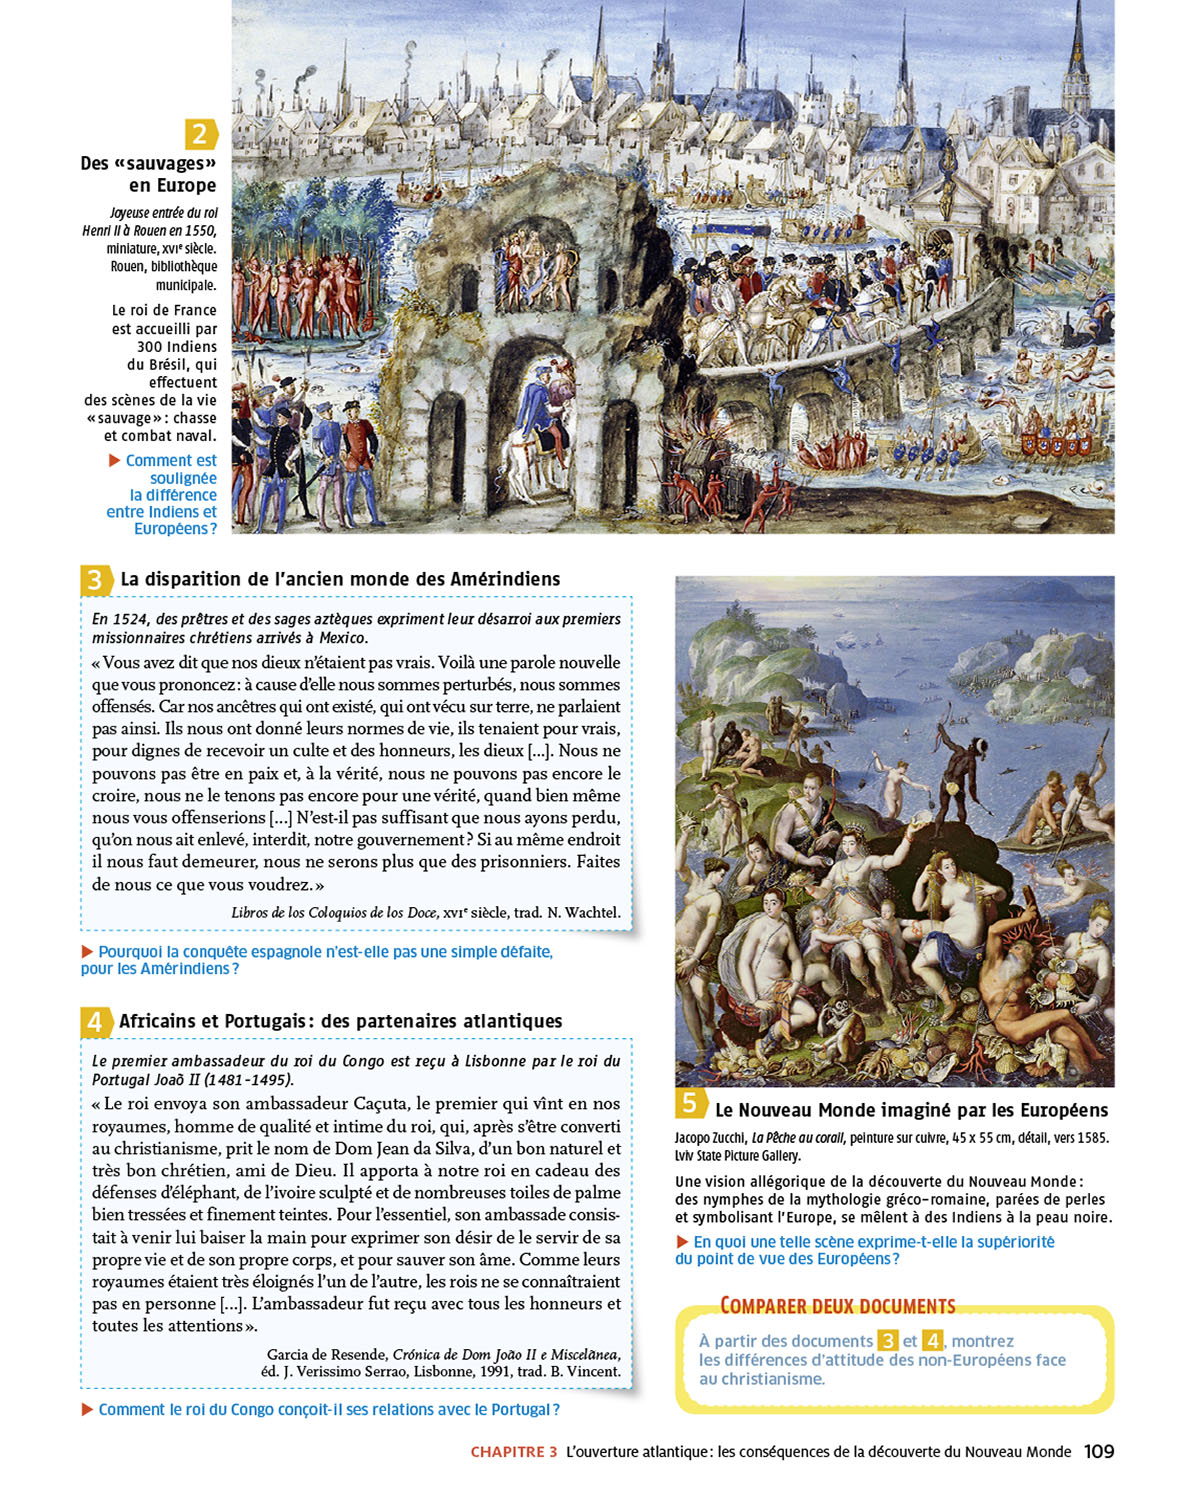 2
Des « sauvages »
en Europe
Joyeuse entrée du roi
Henri II à Rouen en 1550,
miniature, XVIe siècle.
Rouen, bibliothèque
municipale.
Le roi de France
est accueilli par
300 Indiens
du Brésil, qui
effectuent
des scènes de la vie
« sauvage » : chasse
et combat naval.
▶ Comment est
soulignée
la différence
entre Indiens et
Européens ?
3 La disparition de l'ancien monde des Amérindiens
En 1524, des prêtres et des sages aztèques expriment leur désarroi aux premiers
missionnaires chrétiens arrivés à Mexico.
« Vous avez dit que nos dieux n'étaient pas vrais. Voilà une parole nouvelle
que vous prononcez : à cause d'elle nous sommes perturbés, nous sommes
offensés. Car nos ancêtres qui ont existé, qui ont vécu sur terre, ne parlaient
pas ainsi. Ils nous ont donné leurs normes de vie, ils tenaient pour vrais,
pour dignes de recevoir un culte et des honneurs, les dieux [...]. Nous ne
pouvons pas être en paix et, à la vérité, nous ne pouvons pas encore le
croire, nous ne le tenons pas encore pour une vérité, quand bien même
nous vous offenserions [...] N'est-il pas suffisant que nous ayons perdu,
qu'on nous ait enlevé, interdit, notre gouvernement ? Si au même endroit
il nous faut demeurer, nous ne serons plus que des prisonniers. Faites
de nous ce que vous voudrez. »
Libros de los Coloquios de los Doce, XVIe siècle, trad. N. Wachtel.
▶ Pourquoi la conquête espagnole n'est-elle pas une simple défaite,
pour les Amérindiens ?
4 Africains et Portugais : des partenaires atlantiques
Le premier ambassadeur du roi du Congo est reçu à Lisbonne par le roi du
Portugal Joaõ II (1481-1495).
« Le roi envoya son ambassadeur Caçuta, le premier qui vînt en nos
royaumes, homme de qualité et intime du roi, qui, après s'être converti
au christianisme, prit le nom de Dom Jean da Silva, d'un bon naturel et
très bon chrétien, ami de Dieu. Il apporta à notre roi en cadeau des
défenses d'éléphant, de l'ivoire sculpté et de nombreuses toiles de palme
bien tressées et finement teintes. Pour l'essentiel, son ambassade consis-
tait à venir lui baiser la main pour exprimer son désir de le servir de sa
propre vie et de son propre corps, et pour sauver son âme. Comme leurs
royaumes étaient très éloignés l'un de l'autre, les rois ne se connaîtraient
pas en personne [...]. L'ambassadeur fut reçu avec tous les honneurs et
toutes les attentions ».
Garcia de Resende, Crónica de Dom João II e Miscelânea,
éd. J. Verissimo Serrao, Lisbonne, 1991, trad. B. Vincent.
▶ Comment le roi du Congo conçoit-il ses relations avec le Portugal ?
5 Le Nouveau Monde imaginé par les Européens
Jacopo Zucchi, La Pêche au corail, peinture sur cuivre, 45 x 55 cm, détail, vers 1585.
Lviv State Picture Gallery.
Une vision allégorique de la découverte du Nouveau Monde :
des nymphes de la mythologie gréco-romaine, parées de perles
et symbolisant l'Europe, se mêlent à des Indiens à la peau noire.
▶ En quoi une telle scène exprime-t-elle la supériorité
du point de vue des Européens ?
COMPARER DEUX DOCUMENTS
À partir des documents 3 et 4, montrez
les différences d'attitude des non-Européens face
au christianisme.
CHAPITRE 3 L'ouverture atlantique : les conséquences de la découverte du Nouveau Monde 109